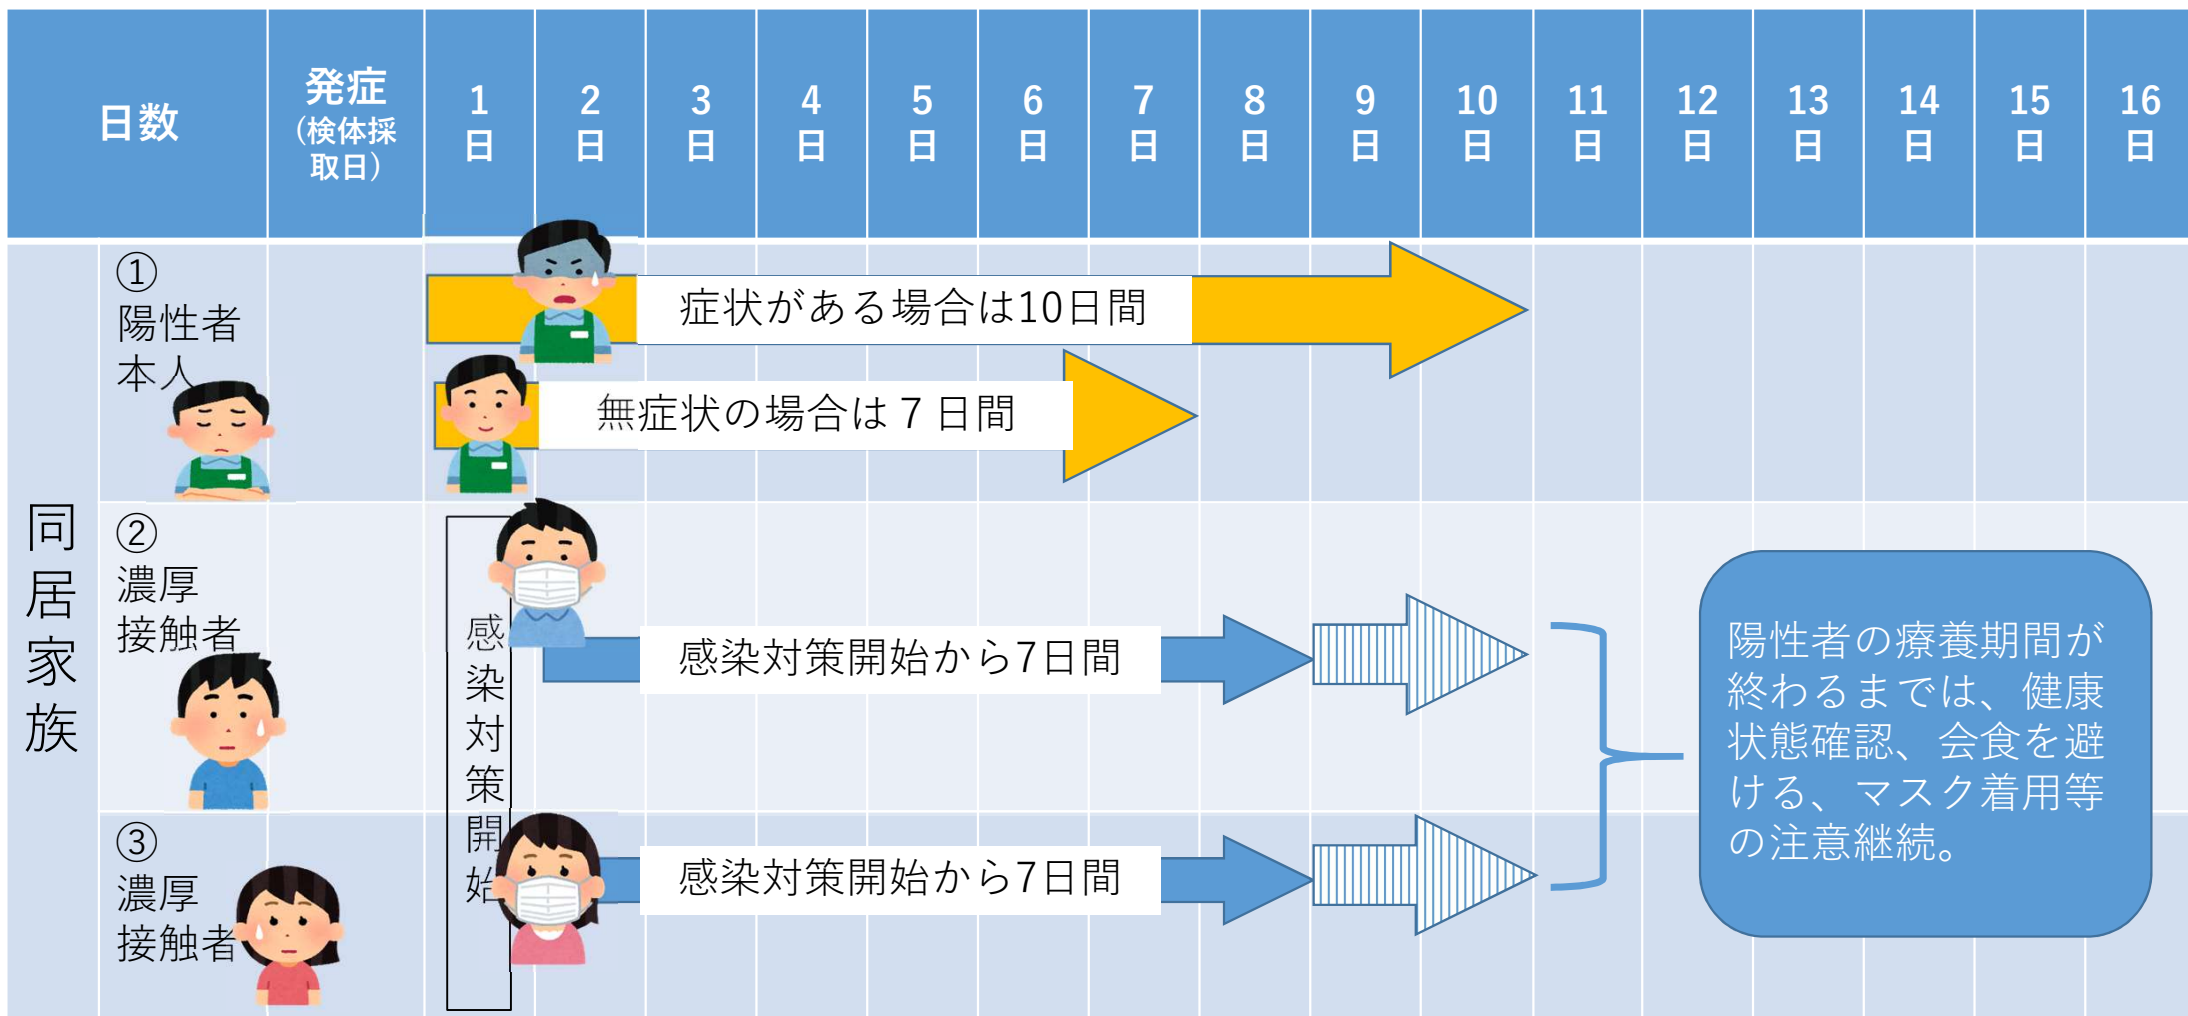 日数
発症
(検体採
取日)
1
日
2
日
3
日
4
日
5
日
6
日
7
日
8
日
9
日
10
日
11
日
12
日
13
日
14
日
15
日
16
日
同居家族
①
陽性者
本人
症状がある場合は10日間
無症状の場合は７日間
②
濃厚
接触者
感染対策開始
感染対策開始から7日間
③
濃厚
接触者
感染対策開始から7日間
陽性者の療養期間が
終わるまでは、健康
状態確認、会食を避
ける、マスク着用等
の注意継続。